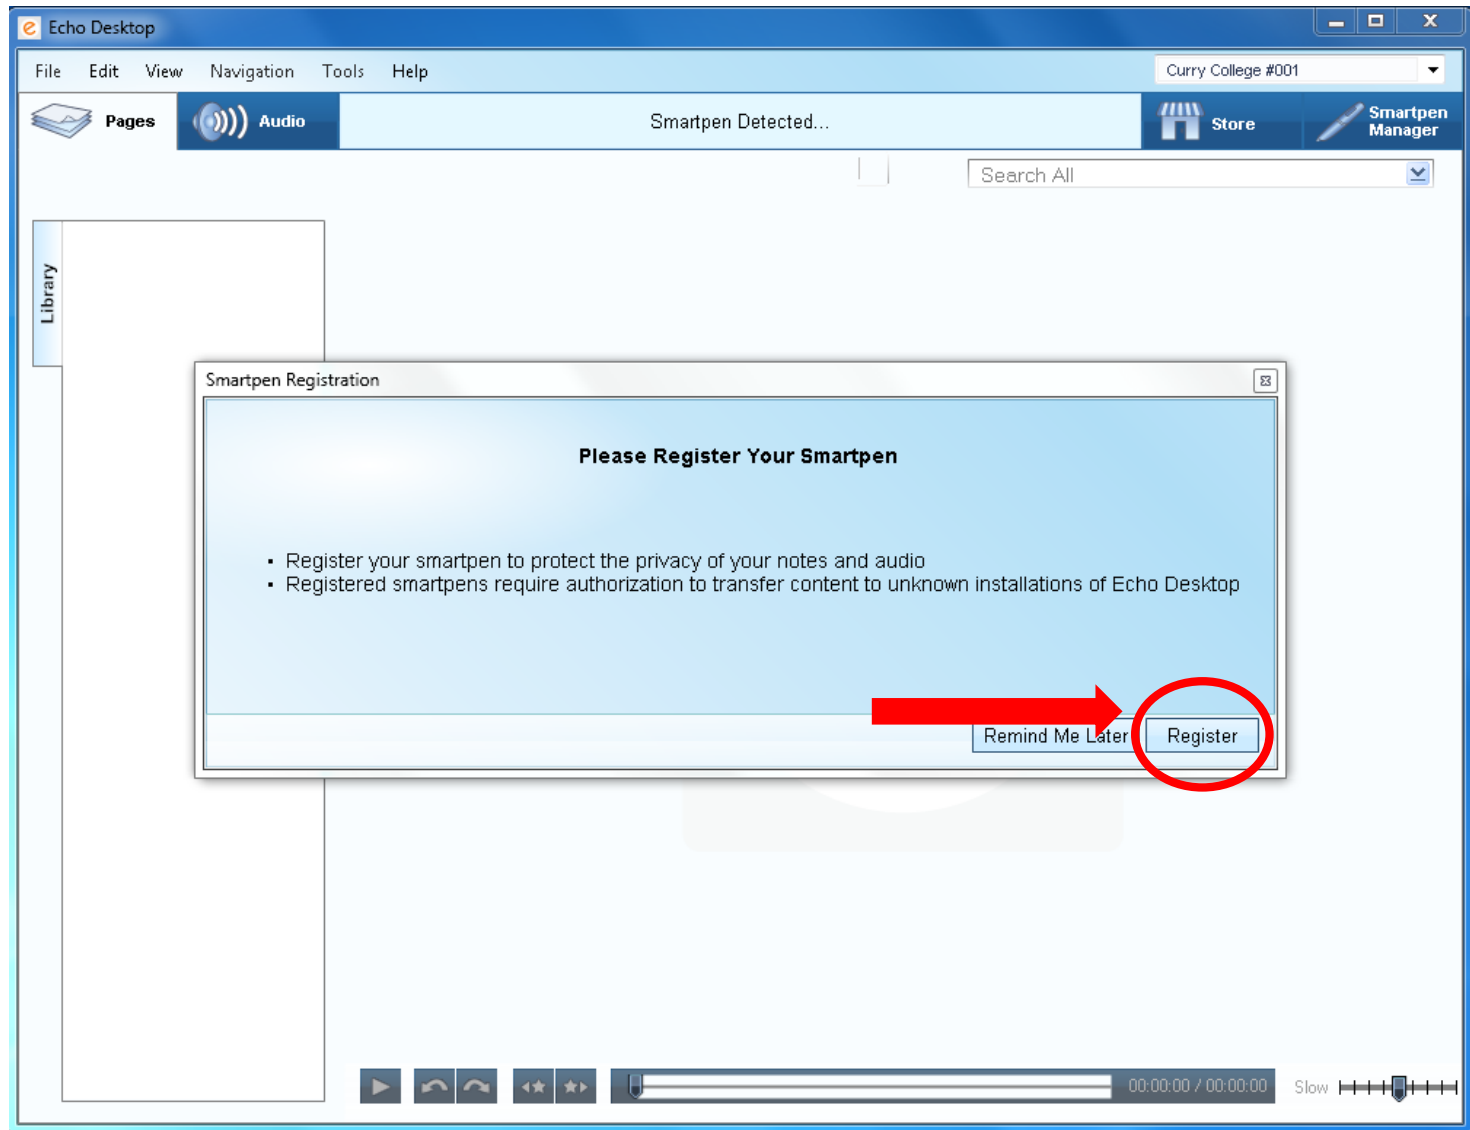 Echo Desktop
File Edit View Navigation Tools Help
Curry College #001
Pages
Audio
Smartpen Detected...
Store
Smartpen
Manager
Search All
Library
Smartpen Registration
Please Register Your Smartpen
▪ Register your smartpen to protect the privacy of your notes and audio
▪ Registered smartpens require authorization to transfer content to unknown installations of Echo Desktop
Remind Me Later
Register
00:00:00 / 00:00:00
Slow